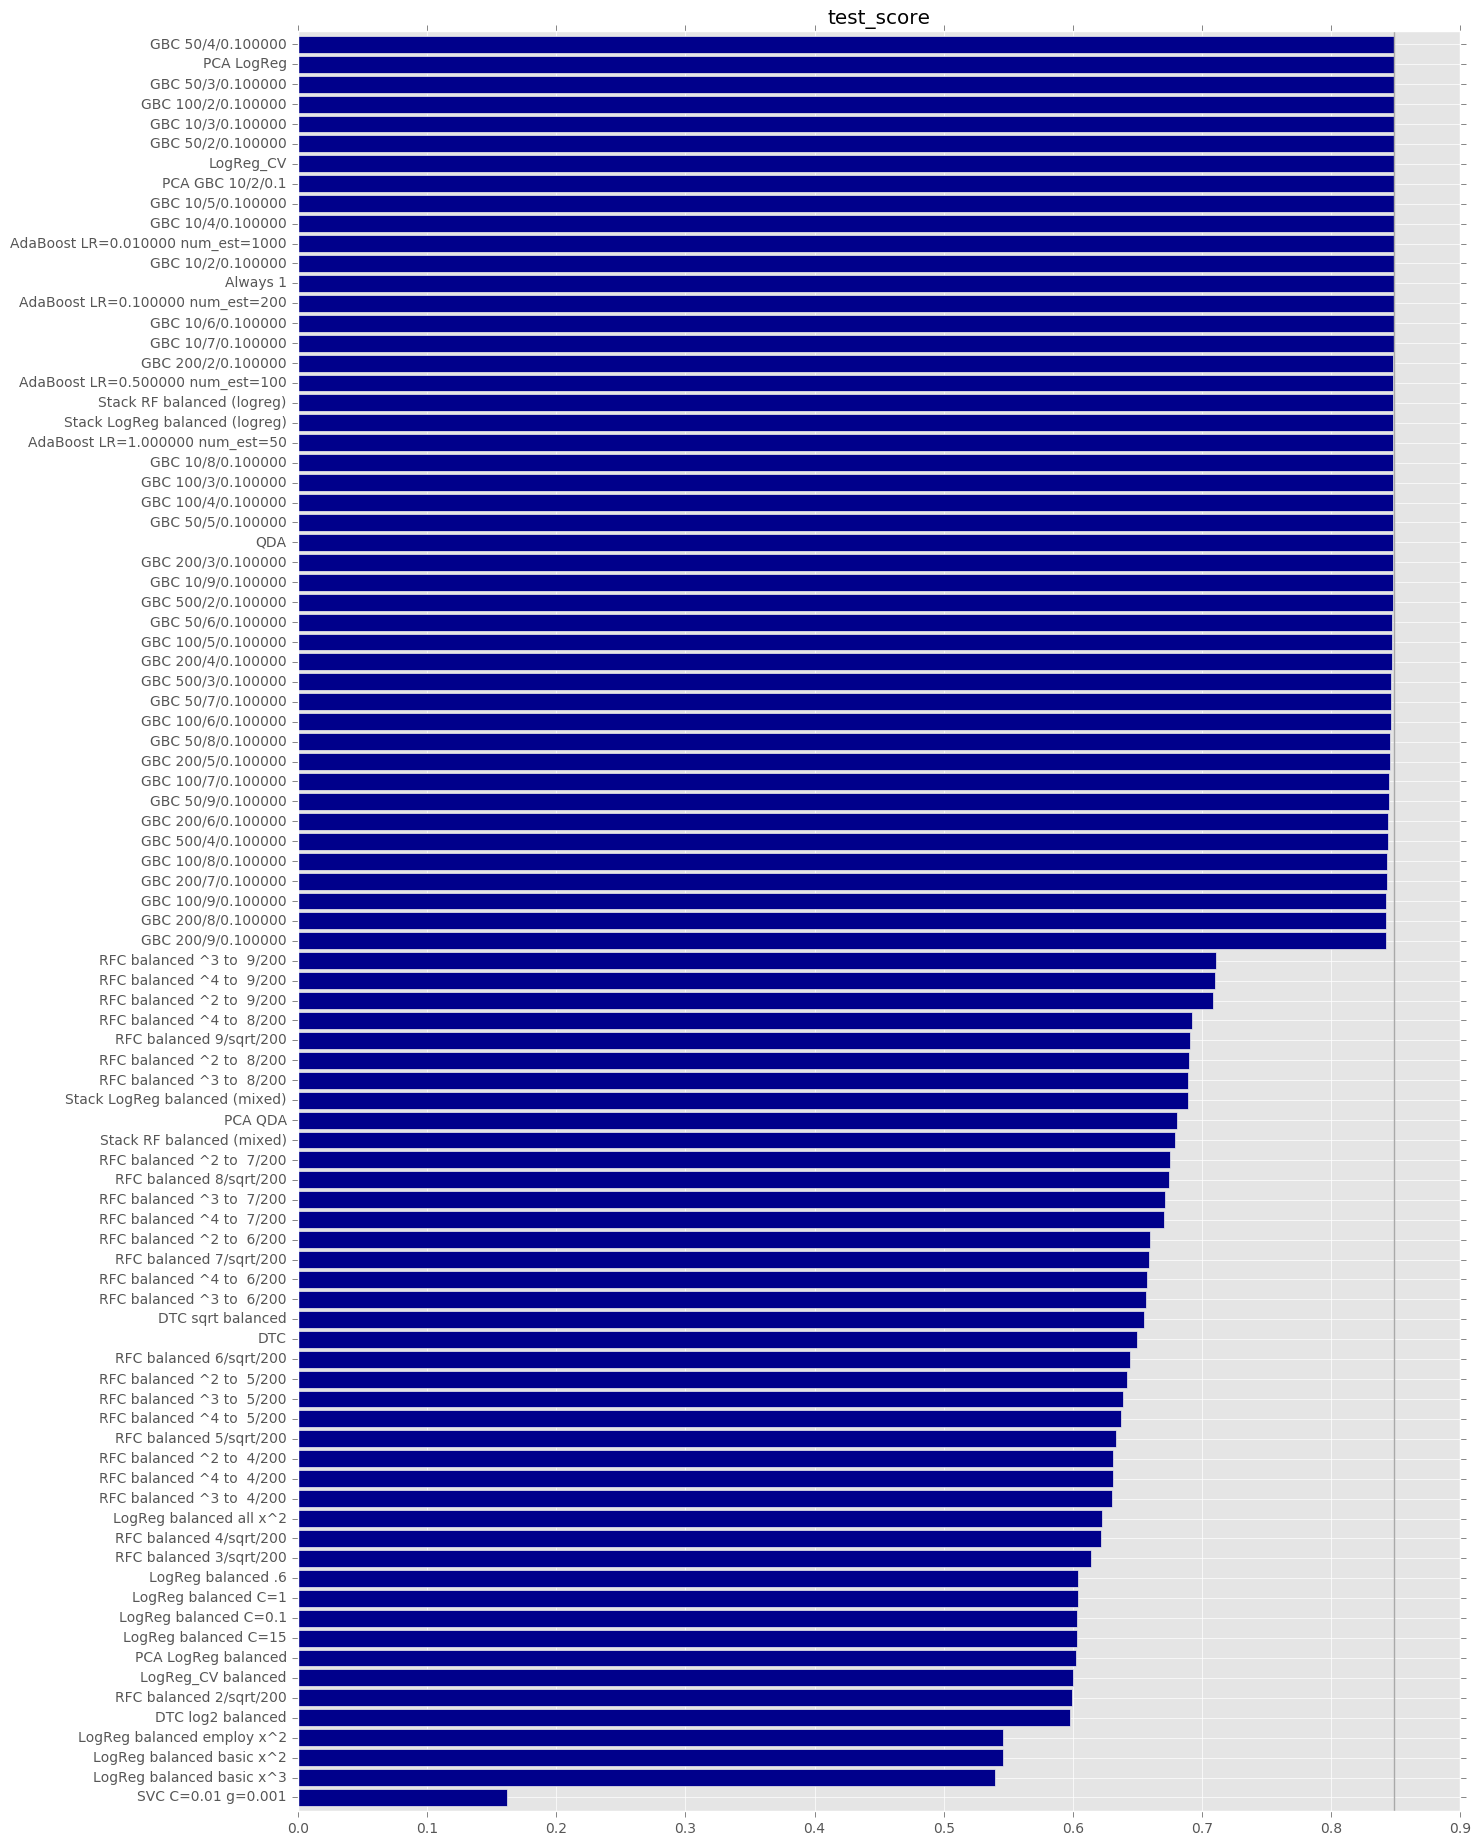 test_score
GBC 50/4/0.100000
PCA LogReg
GBC 50/3/0.100000
GBC 100/2/0.100000
GBC 10/3/0.100000
GBC 50/2/0.100000
LogReg_CV
PCA GBC 10/2/0.1
GBC 10/5/0.100000
GBC 10/4/0.100000
AdaBoost LR=0.010000 num_est=1000
GBC 10/2/0.100000
Always 1
AdaBoost LR=0.100000 num_est=200
GBC 10/6/0.100000
GBC 10/7/0.100000
GBC 200/2/0.100000
AdaBoost LR=0.500000 num_est=100
Stack RF balanced (logreg)
Stack LogReg balanced (logreg)
AdaBoost LR=1.000000 num_est=50
GBC 10/8/0.100000
GBC 100/3/0.100000
GBC 100/4/0.100000
GBC 50/5/0.100000
QDA
GBC 200/3/0.100000
GBC 10/9/0.100000
GBC 500/2/0.100000
GBC 50/6/0.100000
GBC 100/5/0.100000
GBC 200/4/0.100000
GBC 500/3/0.100000
GBC 50/7/0.100000
GBC 100/6/0.100000
GBC 50/8/0.100000
GBC 200/5/0.100000
GBC 100/7/0.100000
GBC 50/9/0.100000
GBC 200/6/0.100000
GBC 500/4/0.100000
GBC 100/8/0.100000
GBC 200/7/0.100000
GBC 100/9/0.100000
GBC 200/8/0.100000
GBC 200/9/0.100000
RFC balanced ^3 to  9/200
RFC balanced ^4 to  9/200
RFC balanced ^2 to  9/200
RFC balanced ^4 to  8/200
RFC balanced 9/sqrt/200
RFC balanced ^2 to  8/200
RFC balanced ^3 to  8/200
Stack LogReg balanced (mixed)
PCA QDA
Stack RF balanced (mixed)
RFC balanced ^2 to  7/200
RFC balanced 8/sqrt/200
RFC balanced ^3 to  7/200
RFC balanced ^4 to  7/200
RFC balanced ^2 to  6/200
RFC balanced 7/sqrt/200
RFC balanced ^4 to  6/200
RFC balanced ^3 to  6/200
DTC sqrt balanced
DTC
RFC balanced 6/sqrt/200
RFC balanced ^2 to  5/200
RFC balanced ^3 to  5/200
RFC balanced ^4 to  5/200
RFC balanced 5/sqrt/200
RFC balanced ^2 to  4/200
RFC balanced ^4 to  4/200
RFC balanced ^3 to  4/200
LogReg balanced all x^2
RFC balanced 4/sqrt/200
RFC balanced 3/sqrt/200
LogReg balanced .6
LogReg balanced C=1
LogReg balanced C=0.1
LogReg balanced C=15
PCA LogReg balanced
LogReg_CV balanced
RFC balanced 2/sqrt/200
DTC log2 balanced
LogReg balanced employ x^2
LogReg balanced basic x^2
LogReg balanced basic x^3
SVC C=0.01 g=0.001
0.0 0.1 0.2 0.3 0.4 0.5 0.6 0.7 0.8 0.9